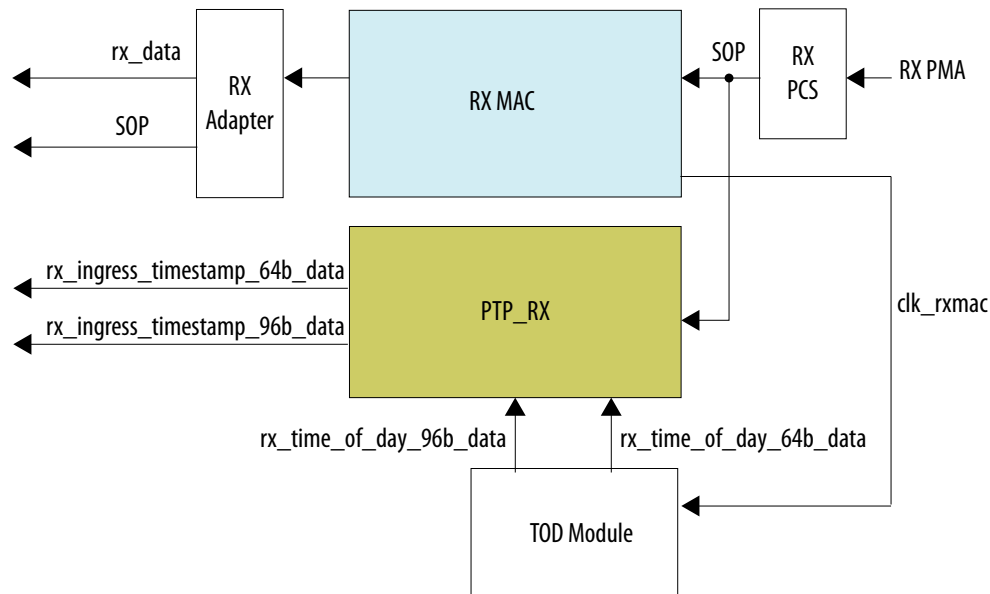 rx_data
SOP
RX
Adapter
RX MAC
SOP
RX
PCS
RX PMA
rx_ingress_timestamp_64b_data
rx_ingress_timestamp_96b_data
PTP_RX
clk_rxmac
rx_time_of_day_96b_data
rx_time_of_day_64b_data
TOD Module